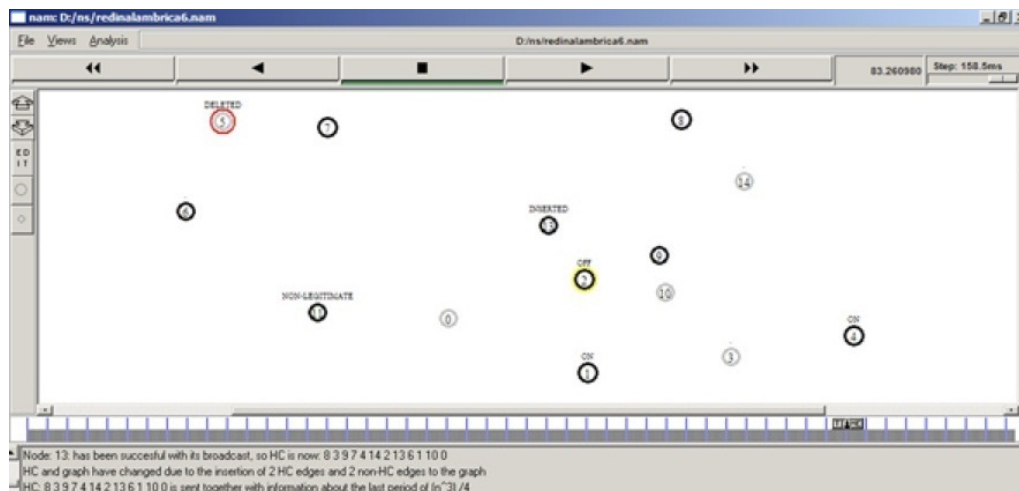 nam: D:/ns/redinalambrica6.nam
File Views Analysis D:/ns/redinalambrica6.nam
83.260980 Step: 158.5ms
ED
IT
DELETED
5
7
8
14
6
INSERTED
13
9
OFF
2
10
NON-LEGITIMATE
0
ON
4
3
ON
1
Node: 13: has been succesful with its broadcast, so HC is now: 8 3 9 7 4 14 2 13 6 1 10 0
HC and graph have changed due to the insertion of 2 HC edges and 2 non-HC edges to the graph
HC: 8 3 9 7 4 14 2 13 6 1 10 0 is sent together with information about the last period of (n^3) /4